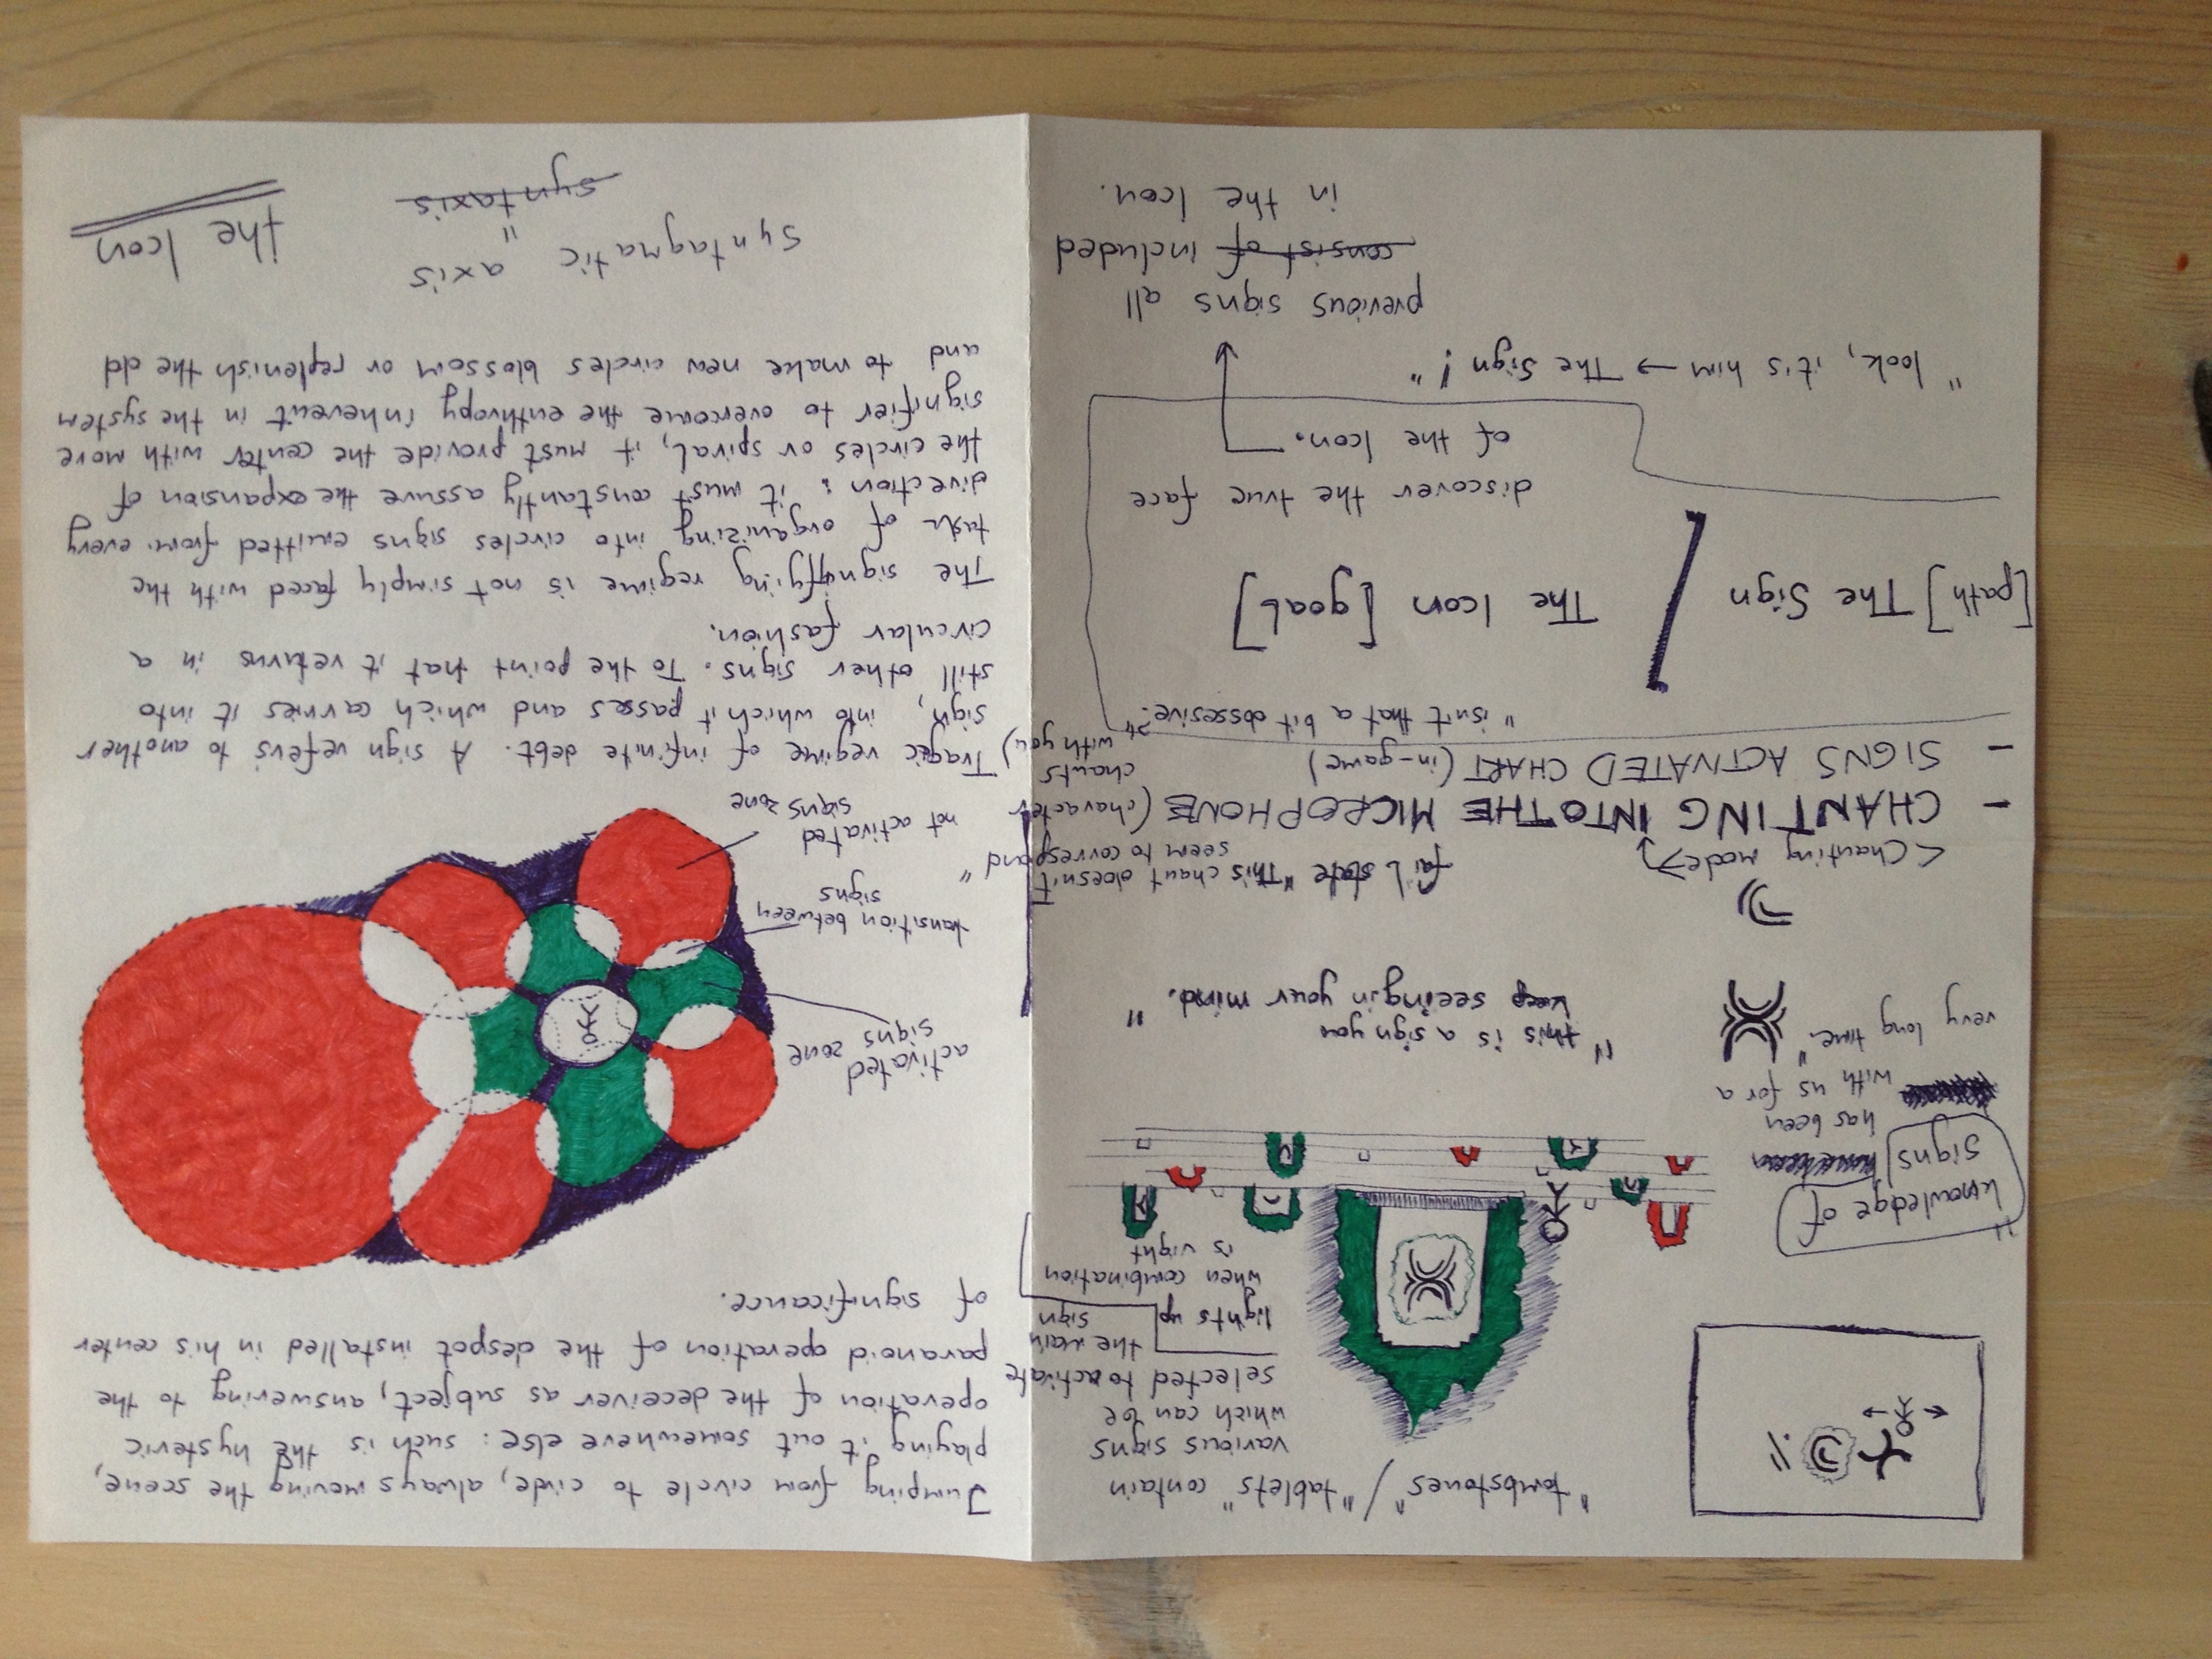 "tombstones" / "tablets" contain
various signs
which can be
selected to activate
the main
sign
lights up
when combination
is right
"knowledge of
signs
has been
with us for a
very long time."
"this is a sign you
keep seeing in your mind."
<Chanting mode>
fail state "This chant doesn't
seem to correspond"
- CHANTING INTO THE MICROPHONE (character
chants
with you)
- SIGNS ACTIVATED CHART (in-game)
"isn't that a bit obssesive?"
[path] The Sign / The Icon [goal]
discover the true face
of the Icon.
"look, it's him → The Sign!"
previous signs all
consist of included
in the Icon.
Jumping from circle to circle, always moving the scene,
playing it out somewhere else: such is the hysteric
operation of the deceiver as subject, answering to the
paranoid operation of the despot installed in his center
of significance.
activated
signs zone
transition between
signs
not activated
signs zone
Tragic regime of infinite debt. A sign refers to another
sign, into which it passes and which carries it into
still other signs. To the point that it returns in a
circular fashion.
The signifying regime is not simply faced with the
task of organizing into circles signs emitted from every
direction: it must constantly assure the expansion of
the circles or spiral, it must provide the center with more
signifier to overcome the enthropy inherent in the system
and to make new circles blossom or replenish the dd
Syntagmatic axis
"
syntaxis
the Icon